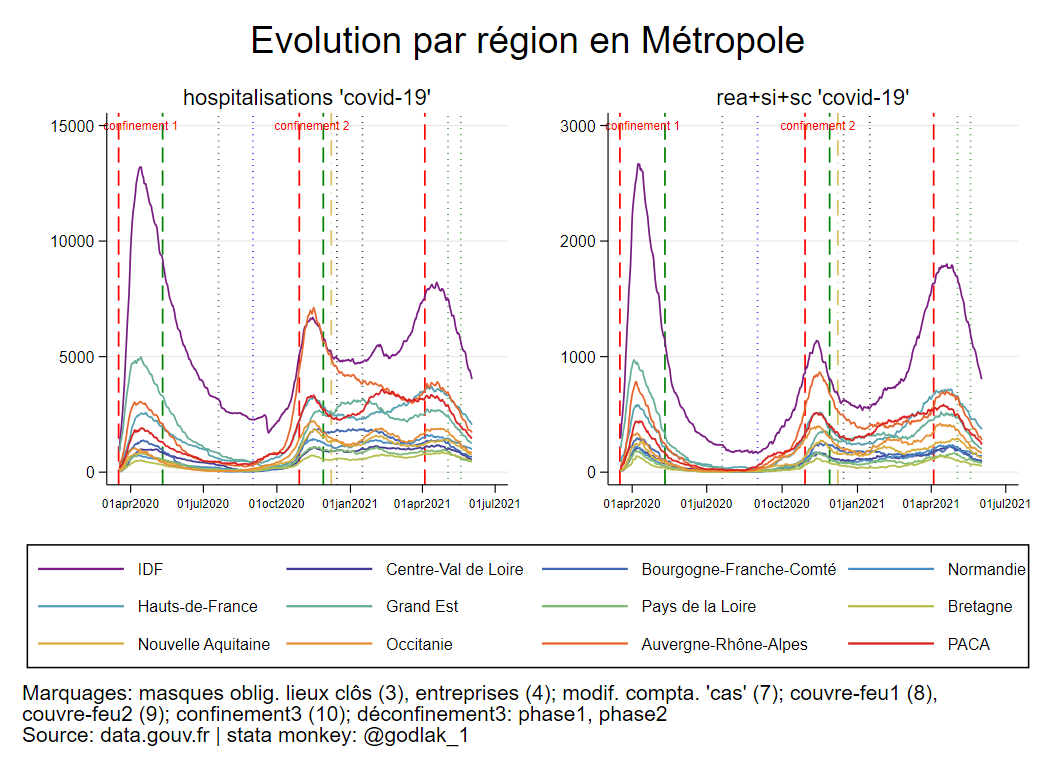 Evolution par région en Métropole
hospitalisations 'covid-19'
15000
10000
5000
0
confinement 1
confinement 2
01apr2020
01jul2020
01oct2020
01jan2021
01apr2021
01jul2021
rea+si+sc 'covid-19'
3000
2000
1000
0
confinement 1
confinement 2
01apr2020
01jul2020
01oct2020
01jan2021
01apr2021
01jul2021
IDF
Centre-Val de Loire
Bourgogne-Franche-Comté
Normandie
Hauts-de-France
Grand Est
Pays de la Loire
Bretagne
Nouvelle Aquitaine
Occitanie
Auvergne-Rhône-Alpes
PACA
Marquages: masques oblig. lieux clôs (3), entreprises (4); modif. compta. 'cas' (7); couvre-feu1 (8),
couvre-feu2 (9); confinement3 (10); déconfinement3: phase1, phase2
Source: data.gouv.fr | stata monkey: @godlak_1